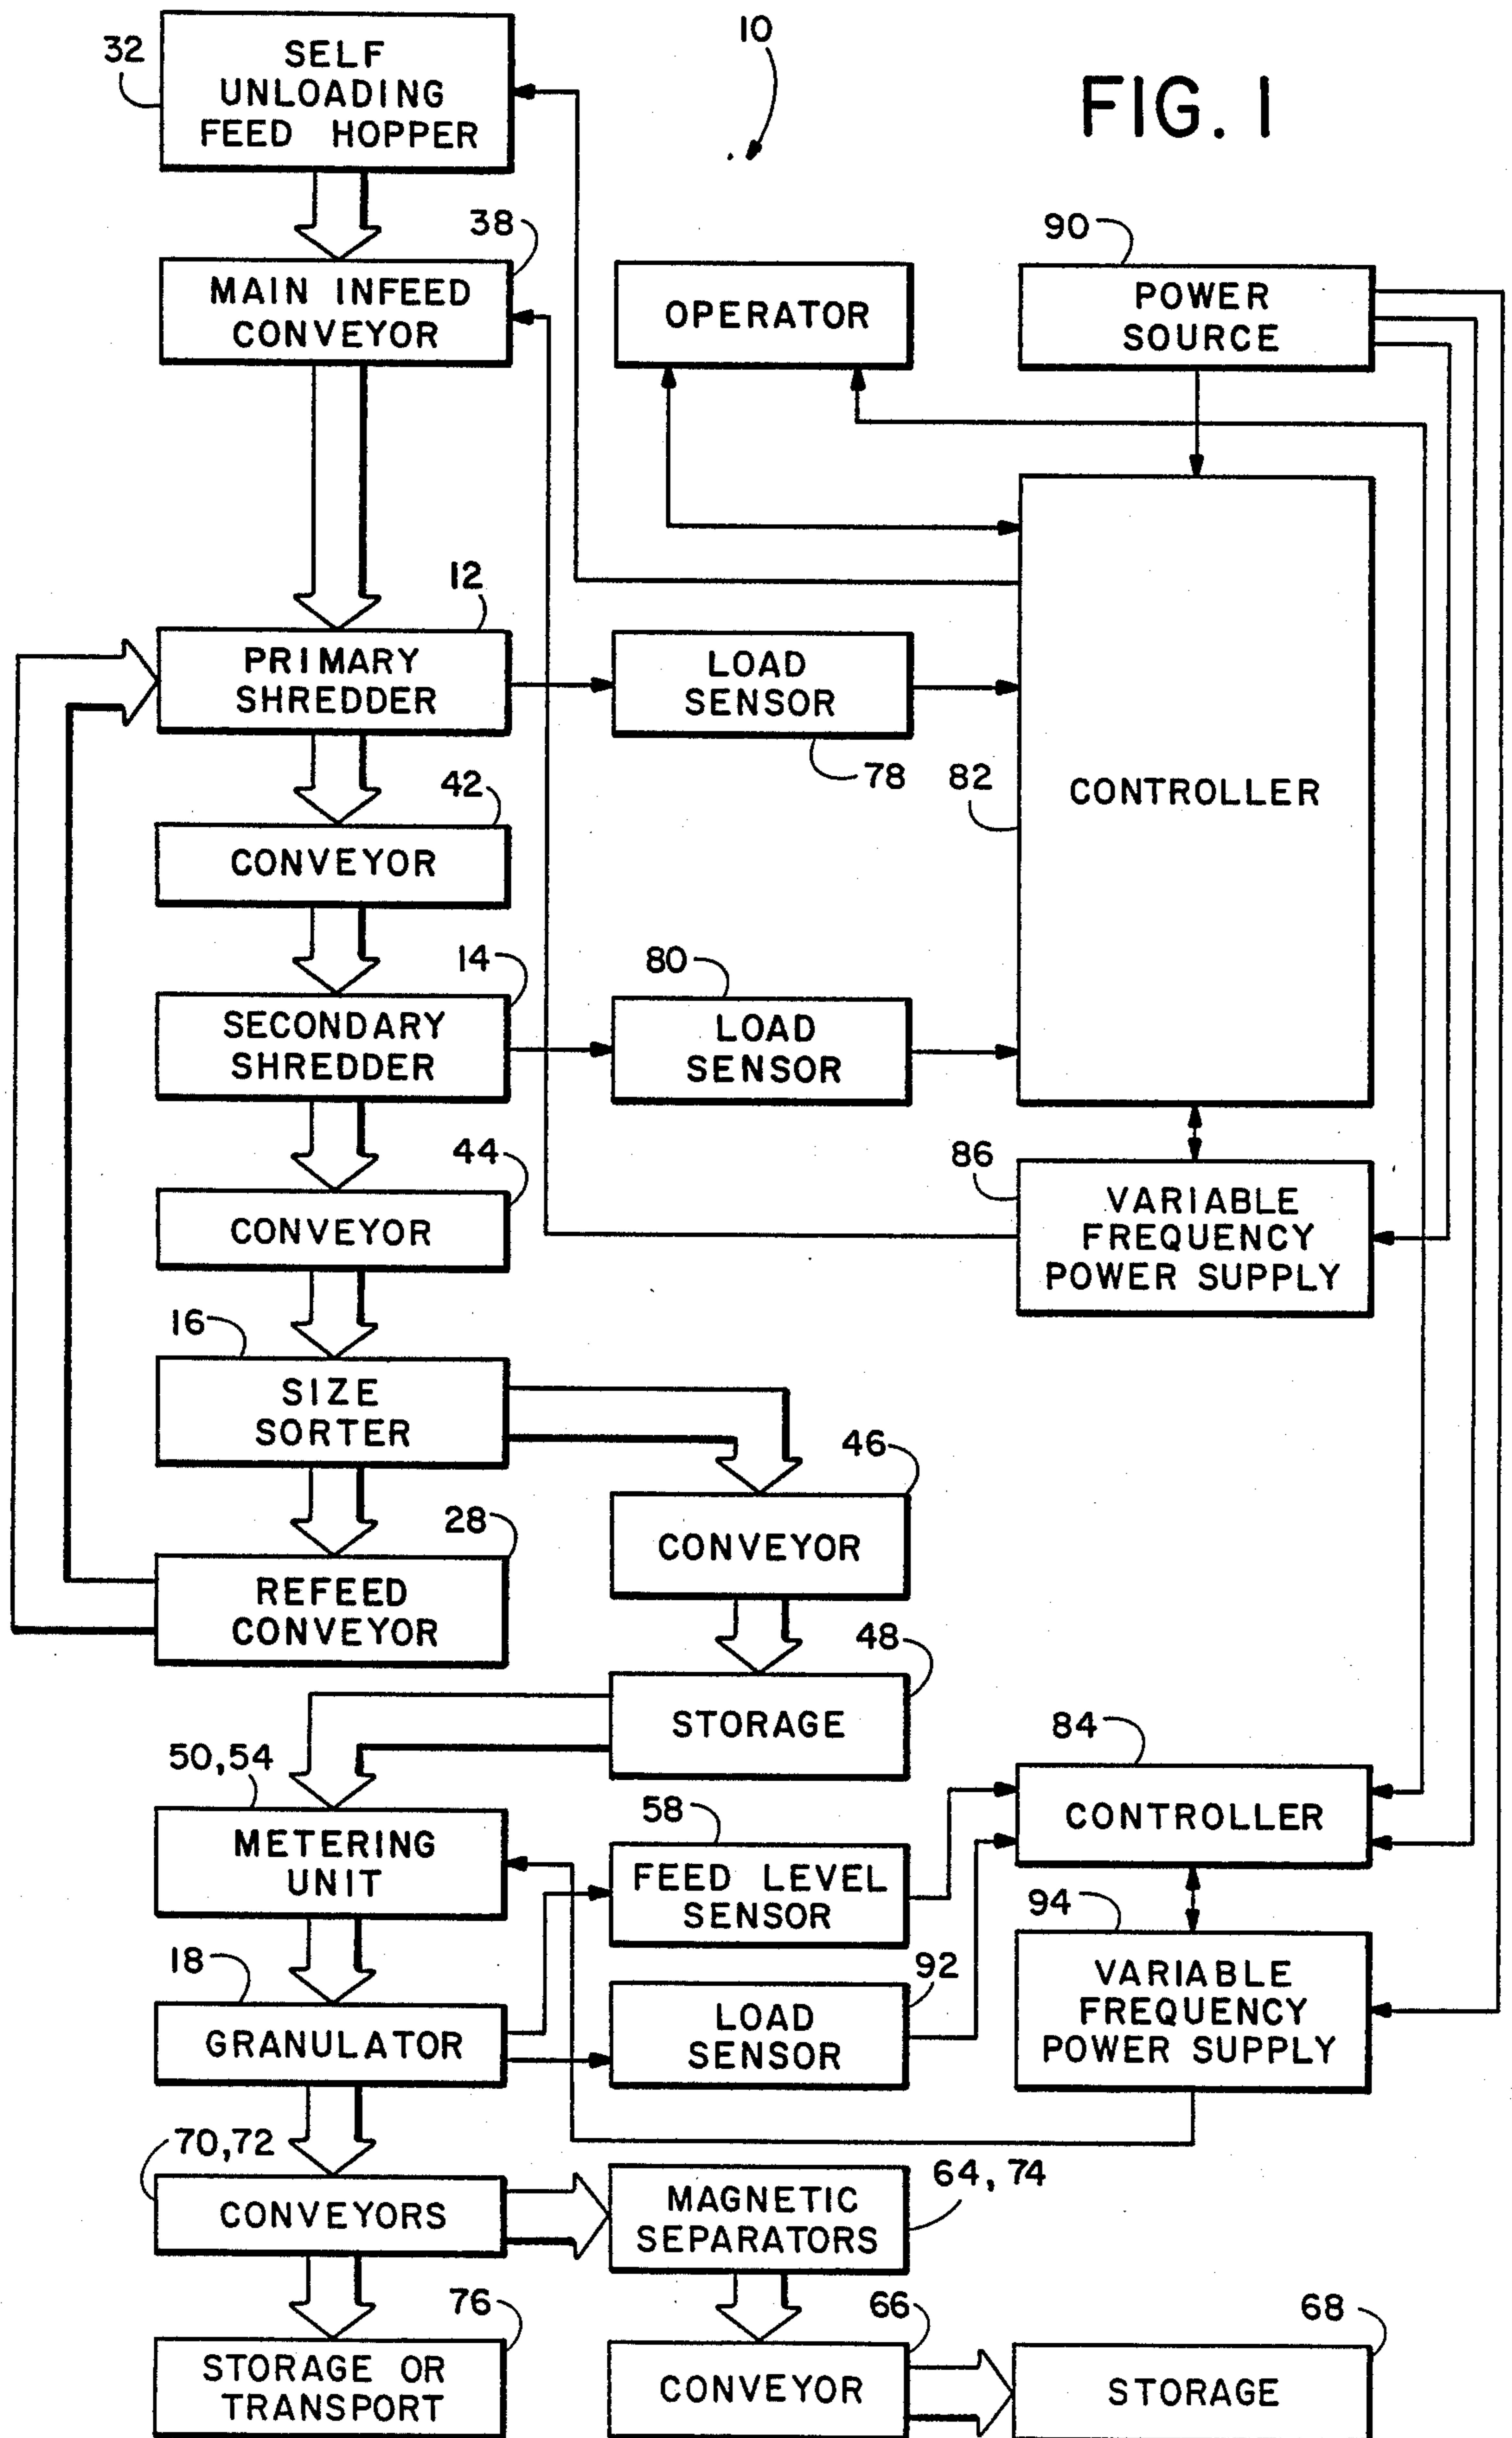 10
FIG. 1
32
SELF
UNLOADING
FEED HOPPER
38
MAIN INFEED
CONVEYOR
OPERATOR
90
POWER
SOURCE
12
PRIMARY
SHREDDER
LOAD
SENSOR
78
82
CONTROLLER
42
CONVEYOR
14
SECONDARY
SHREDDER
80
LOAD
SENSOR
44
CONVEYOR
86
VARIABLE
FREQUENCY
POWER SUPPLY
16
SIZE
SORTER
46
CONVEYOR
28
REFEED
CONVEYOR
48
STORAGE
50,54
METERING
UNIT
58
FEED LEVEL
SENSOR
84
CONTROLLER
18
GRANULATOR
92
LOAD
SENSOR
94
VARIABLE
FREQUENCY
POWER SUPPLY
70,72
CONVEYORS
MAGNETIC
SEPARATORS
64, 74
76
STORAGE OR
TRANSPORT
66
CONVEYOR
68
STORAGE